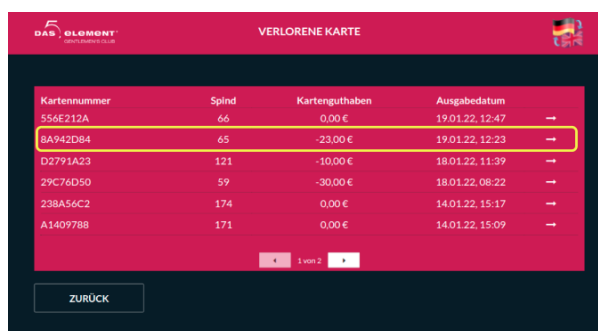 DAS ELEMENT
GENTLEMEN'S CLUB
VERLORENE KARTE
Kartennummer Spind Kartenguthaben Ausgabedatum
556E212A 66 0,00 € 19.01.22, 12:47 →
8A942D84 65 -23,00 € 19.01.22, 12:23 →
D2791A23 121 -10,00 € 18.01.22, 11:39 →
29C76D50 59 -30,00 € 18.01.22, 08:22 →
238A56C2 174 0,00 € 14.01.22, 15:17 →
A1409788 171 0,00 € 14.01.22, 15:09 →
1 von 2
ZURÜCK